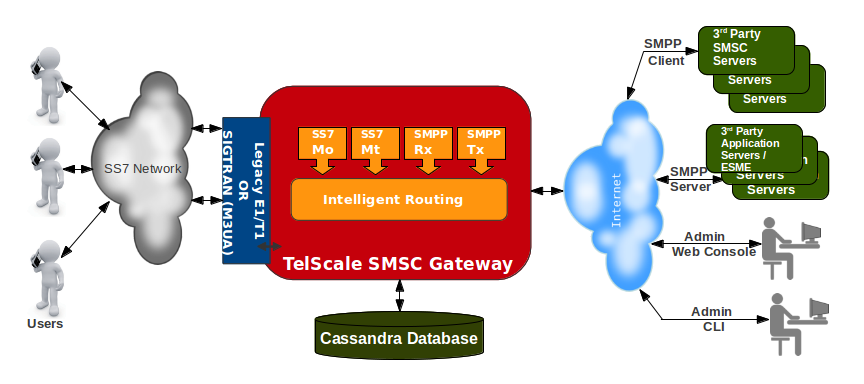 Users
SS7 Network
Legacy E1/T1
OR
SIGTRAN (M3UA)
SS7
Mo
SS7
Mt
SMPP
Rx
SMPP
Tx
Intelligent Routing
TelScale SMSC Gateway
Cassandra Database
Internet
SMPP
Client
3rd Party
SMSC
Servers
Servers
Servers
SMPP
Server
3rd Party
Application
Servers /
ESME
Servers
Servers
Admin
Web Console
Admin
CLI